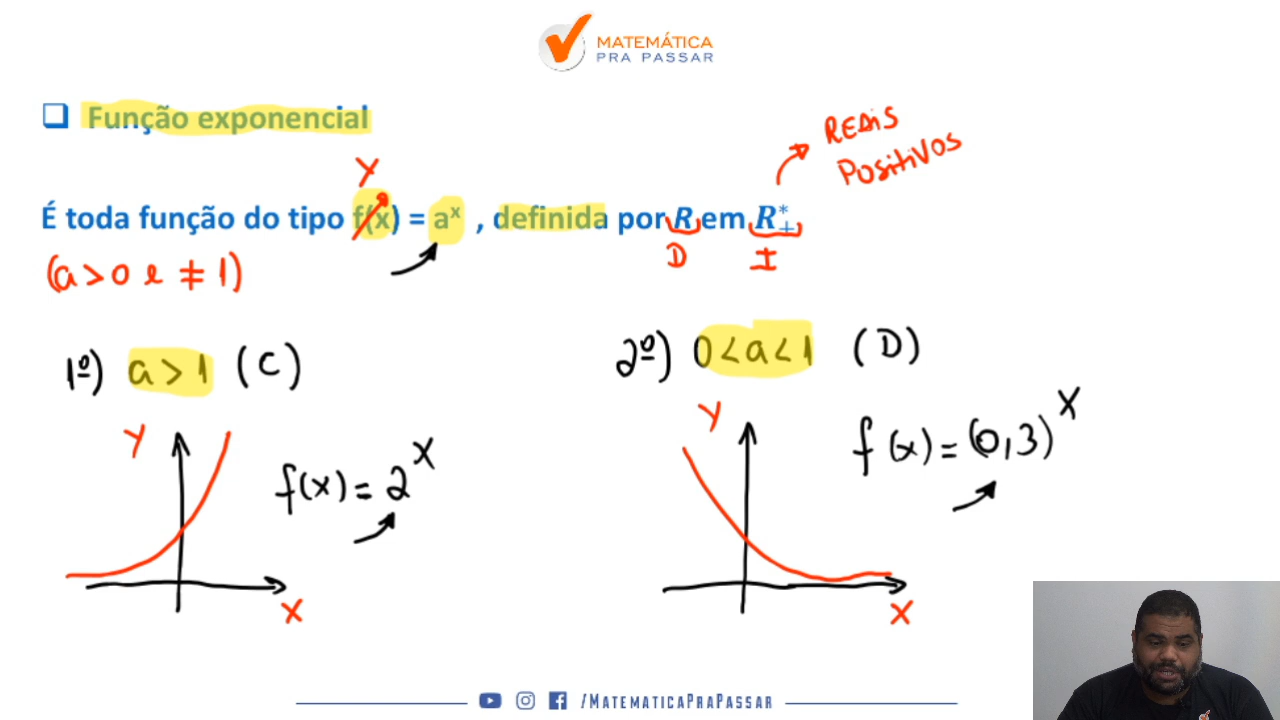 MATEMÁTICA
PRA PASSAR
Função exponencial
REAIS
POSITIVOS
Y
É toda função do tipo f(x) = aˣ , definida por R em R₊*
D I
(a > 0 e ≠ 1)
1º) a > 1 (C)
2º) 0 < a < 1 (D)
Y
f(x) = 2ˣ
X
Y
f(x) = (0,3)ˣ
X
/MATEMATICAPRAPASSAR